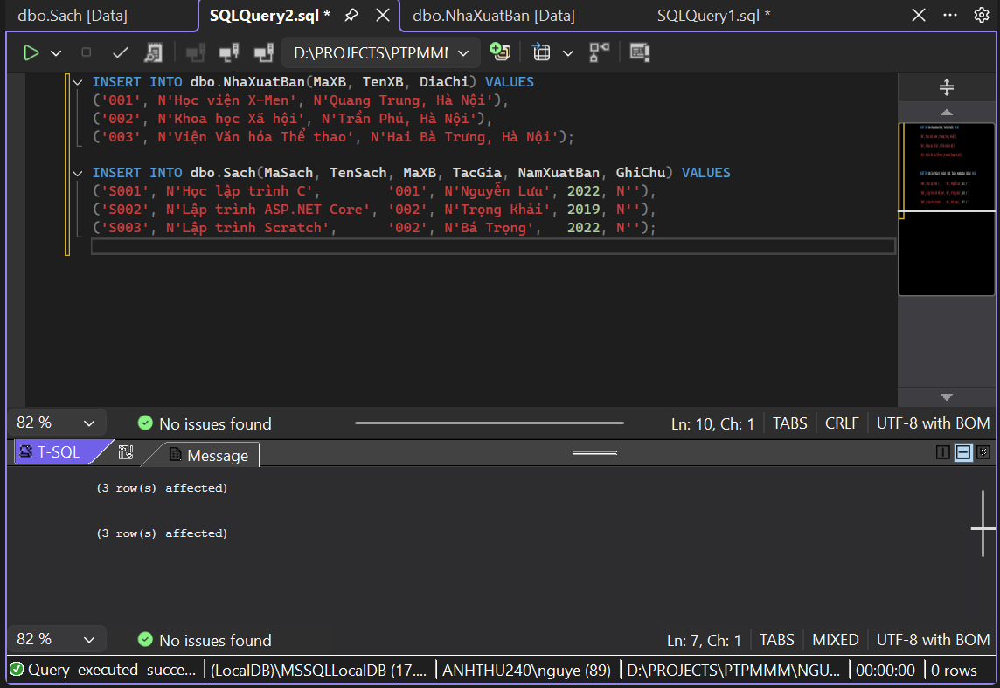 dbo.Sach [Data] SQLQuery2.sql * dbo.NhaXuatBan [Data] SQLQuery1.sql *
D:\PROJECTS\PTPMMM
INSERT INTO dbo.NhaXuatBan(MaXB, TenXB, DiaChi) VALUES
('001', N'Học viện X-Men', N'Quang Trung, Hà Nội'),
('002', N'Khoa học Xã hội', N'Trần Phú, Hà Nội'),
('003', N'Viện Văn hóa Thể thao', N'Hai Bà Trưng, Hà Nội');
INSERT INTO dbo.Sach(MaSach, TenSach, MaXB, TacGia, NamXuatBan, GhiChu) VALUES
('S001', N'Học lập trình C', '001', N'Nguyễn Lưu', 2022, N''),
('S002', N'Lập trình ASP.NET Core', '002', N'Trọng Khải', 2019, N''),
('S003', N'Lập trình Scratch', '002', N'Bá Trọng', 2022, N'');
82 % No issues found Ln: 10, Ch: 1 TABS CRLF UTF-8 with BOM
T-SQL Message
(3 row(s) affected)
(3 row(s) affected)
82 % No issues found Ln: 7, Ch: 1 TABS MIXED UTF-8 with BOM
Query executed succe... (LocalDB)\MSSQLLocalDB (17.... ANHTHU240\nguye (89) D:\PROJECTS\PTPMMM\NGU... 00:00:00 0 rows